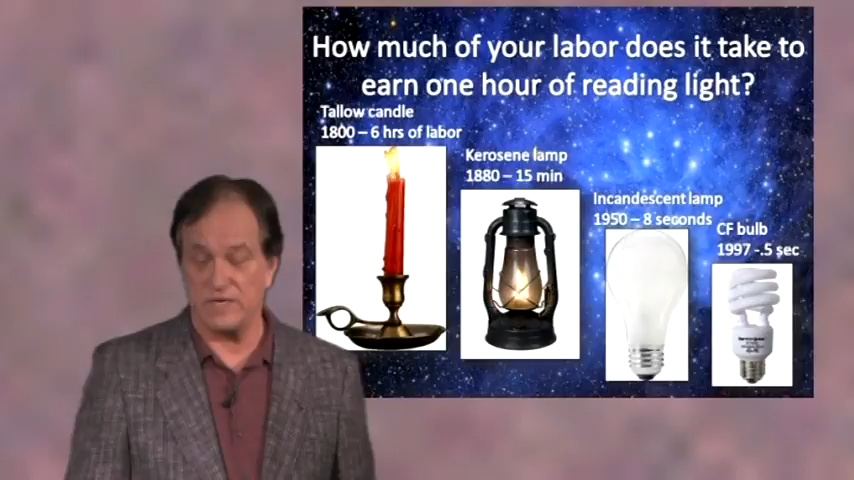 How much of your labor does it take to
earn one hour of reading light?
Tallow candle
1800 – 6 hrs of labor
Kerosene lamp
1880 – 15 min
Incandescent lamp
1950 – 8 seconds
CF bulb
1997 -.5 sec